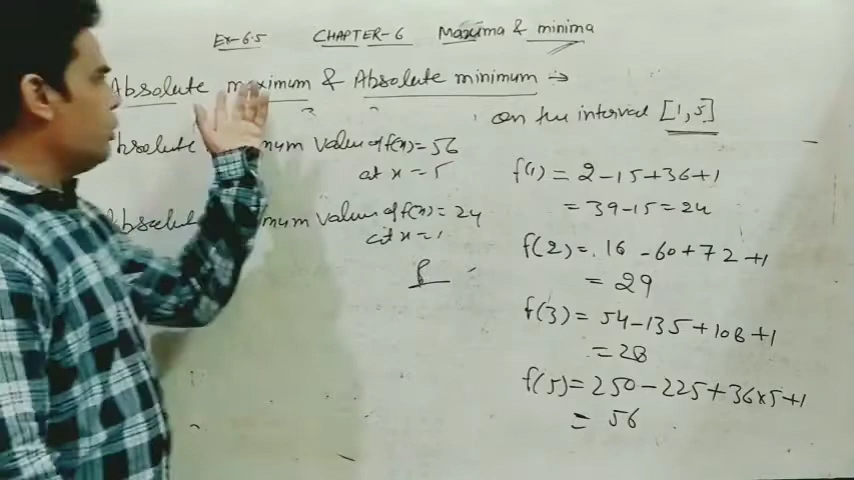 Ex-6.5 CHAPTER-6 Maxima & minima
Absolute maximum & Absolute minimum →
on the interval [1,5]
Absolute mum value of f(x)=56
at x=5
Absolute mum value of f(x)=24
at x=1
f(1) = 2-15+36+1
= 39-15=24
f(2)= 16 -60+72+1
= 29
f(3)= 54-135+108+1
=28
f(5)=250-225+36×5+1
= 56